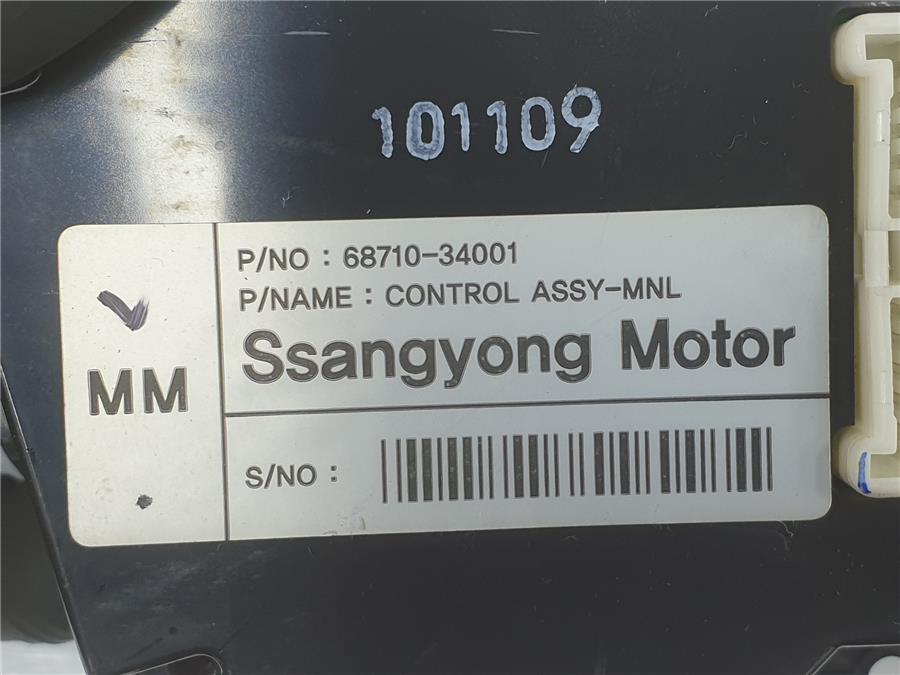 101109
P/NO : 68710-34001
P/NAME : CONTROL ASSY-MNL
Ssangyong Motor
MM
S/NO :